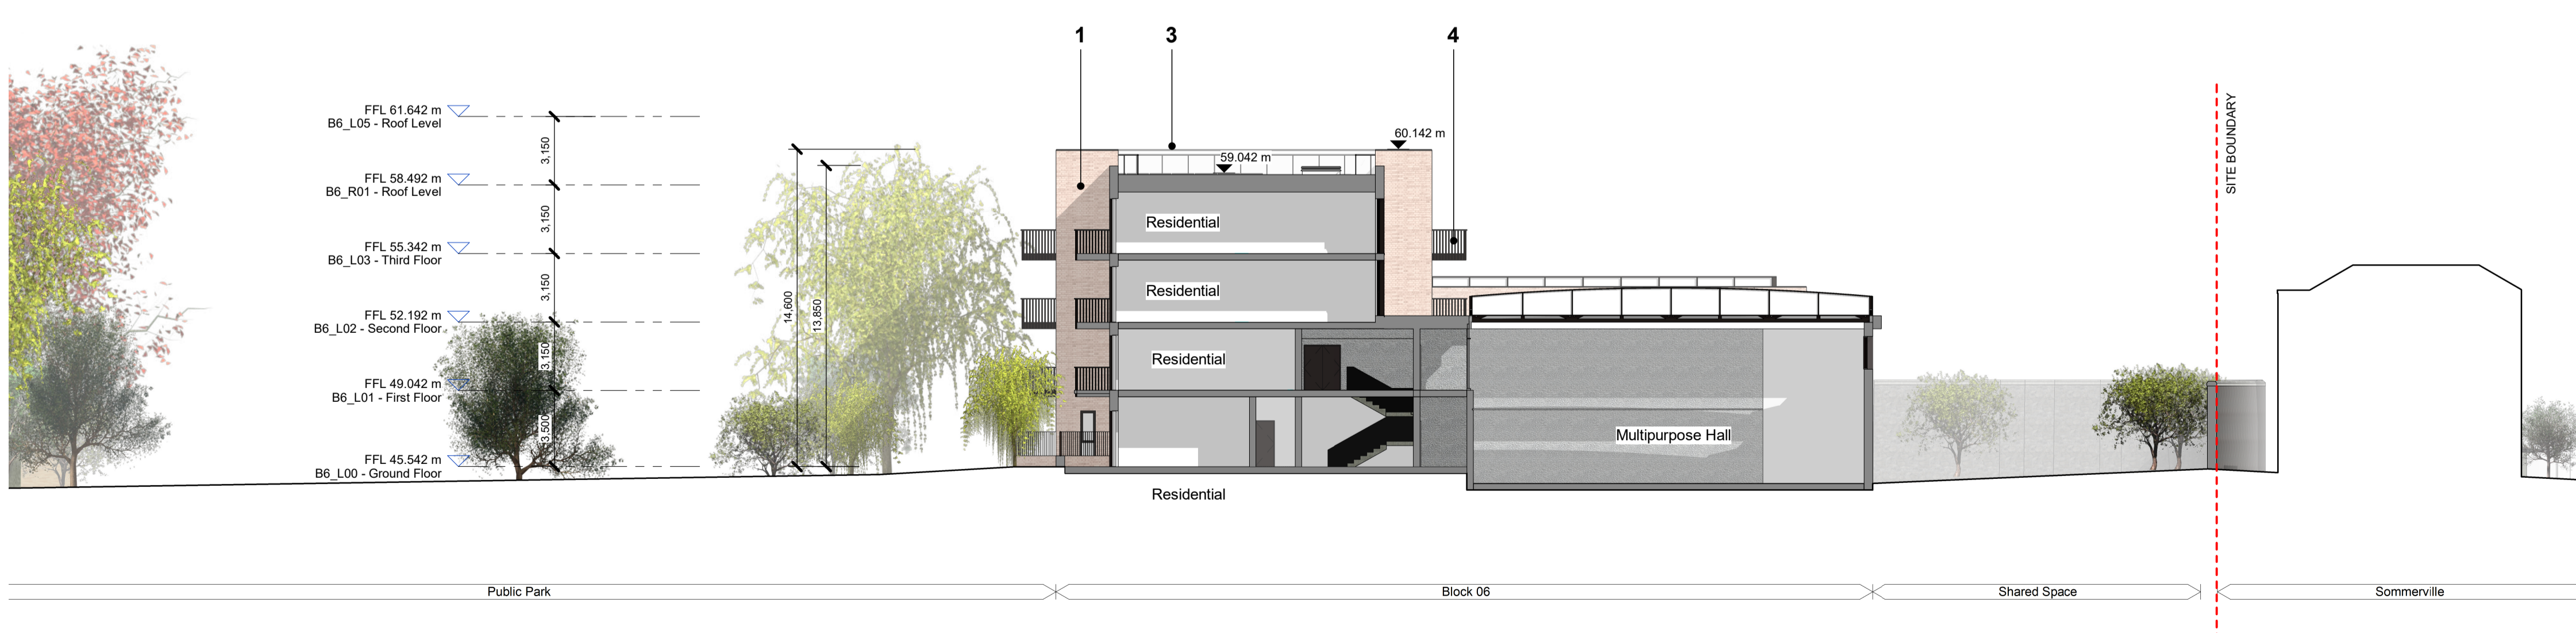 1
3
4
SITE BOUNDARY
FFL 61.642 m
B6_L05 - Roof Level
3,150
60.142 m
59.042 m
FFL 58.492 m
B6_R01 - Roof Level
3,150
Residential
FFL 55.342 m
B6_L03 - Third Floor
3,150
Residential
14,600
13,850
FFL 52.192 m
B6_L02 - Second Floor
3,150
Residential
FFL 49.042 m
B6_L01 - First Floor
3,500
Multipurpose Hall
FFL 45.542 m
B6_L00 - Ground Floor
Residential
Public Park
Block 06
Shared Space
Sommerville